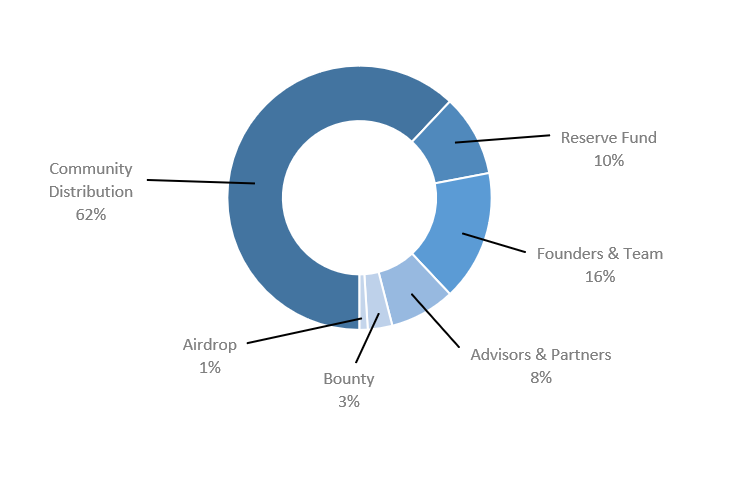 Community
Distribution
62%
Reserve Fund
10%
Founders & Team
16%
Advisors & Partners
8%
Bounty
3%
Airdrop
1%